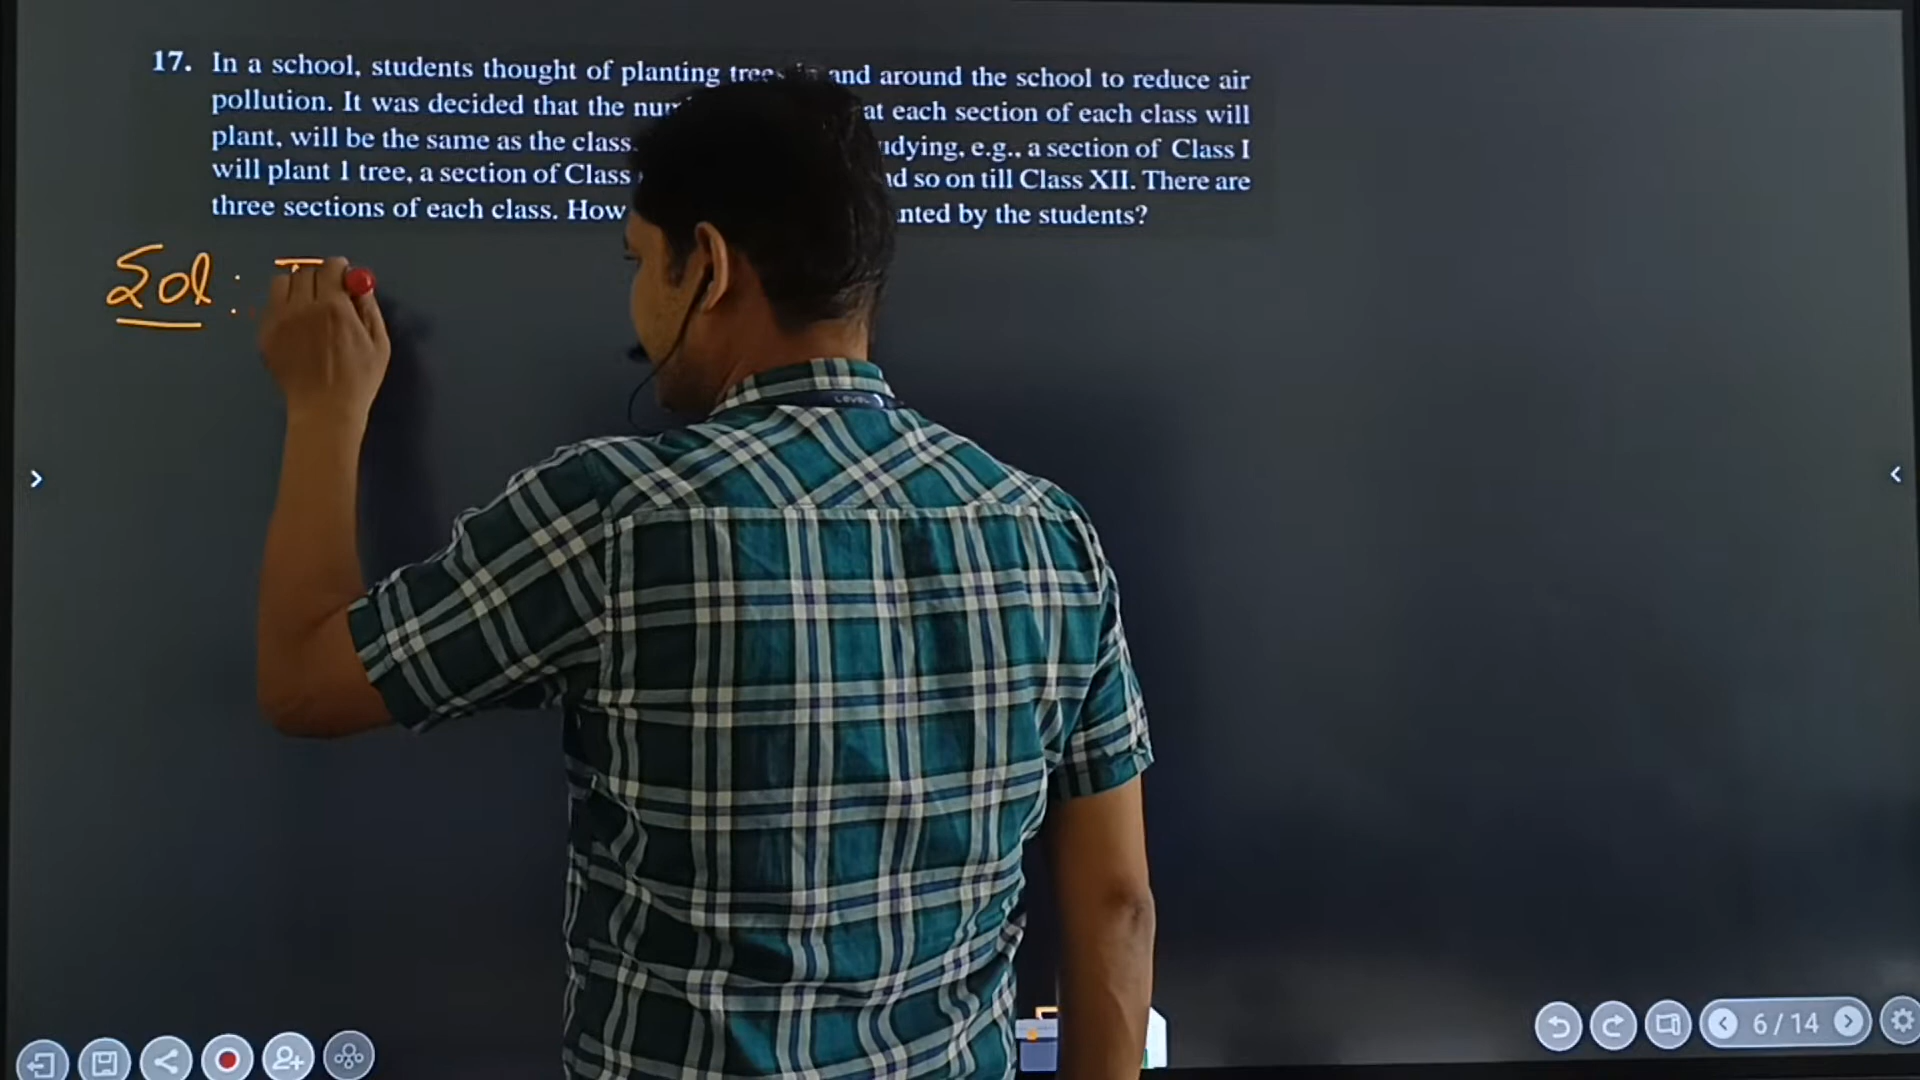 17. In a school, students thought of planting trees and around the school to reduce air
pollution. It was decided that the at each section of each class will
plant, will be the same as the class, e.g., a section of Class I
will plant 1 tree, a section of Class so on till Class XII. There are
three sections of each class. How by the students?
Sol :
LEVEL
6 / 14